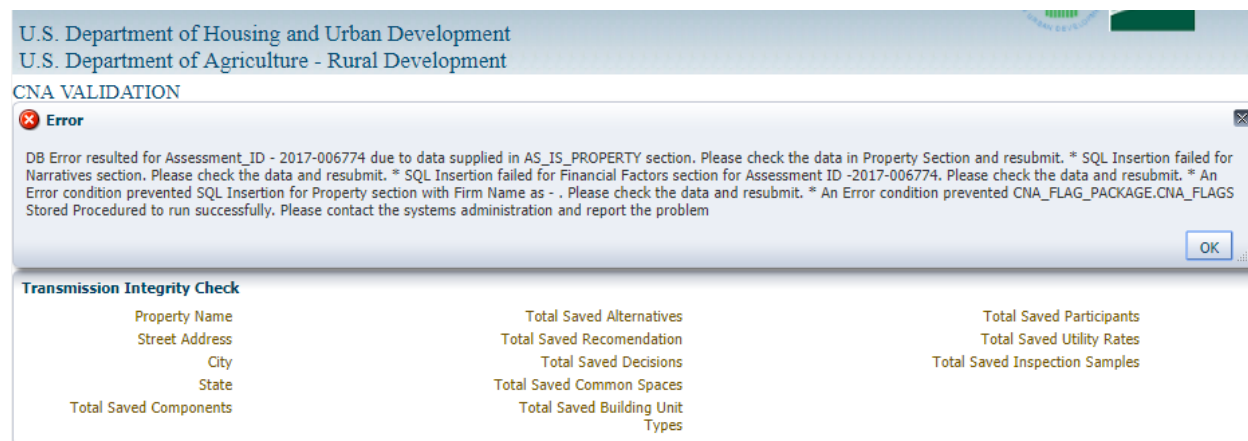 U.S. Department of Housing and Urban Development
U.S. Department of Agriculture - Rural Development
CNA VALIDATION
Error
DB Error resulted for Assessment_ID - 2017-006774 due to data supplied in AS_IS_PROPERTY section. Please check the data in Property Section and resubmit. * SQL Insertion failed for
Narratives section. Please check the data and resubmit. * SQL Insertion failed for Financial Factors section for Assessment ID -2017-006774. Please check the data and resubmit. * An
Error condition prevented SQL Insertion for Property section with Firm Name as - . Please check the data and resubmit. * An Error condition prevented CNA_FLAG_PACKAGE.CNA_FLAGS
Stored Procedured to run successfully. Please contact the systems administration and report the problem
OK
Transmission Integrity Check
Property Name Total Saved Alternatives Total Saved Participants
Street Address Total Saved Recomendation Total Saved Utility Rates
City Total Saved Decisions Total Saved Inspection Samples
State Total Saved Common Spaces
Total Saved Components Total Saved Building Unit
Types